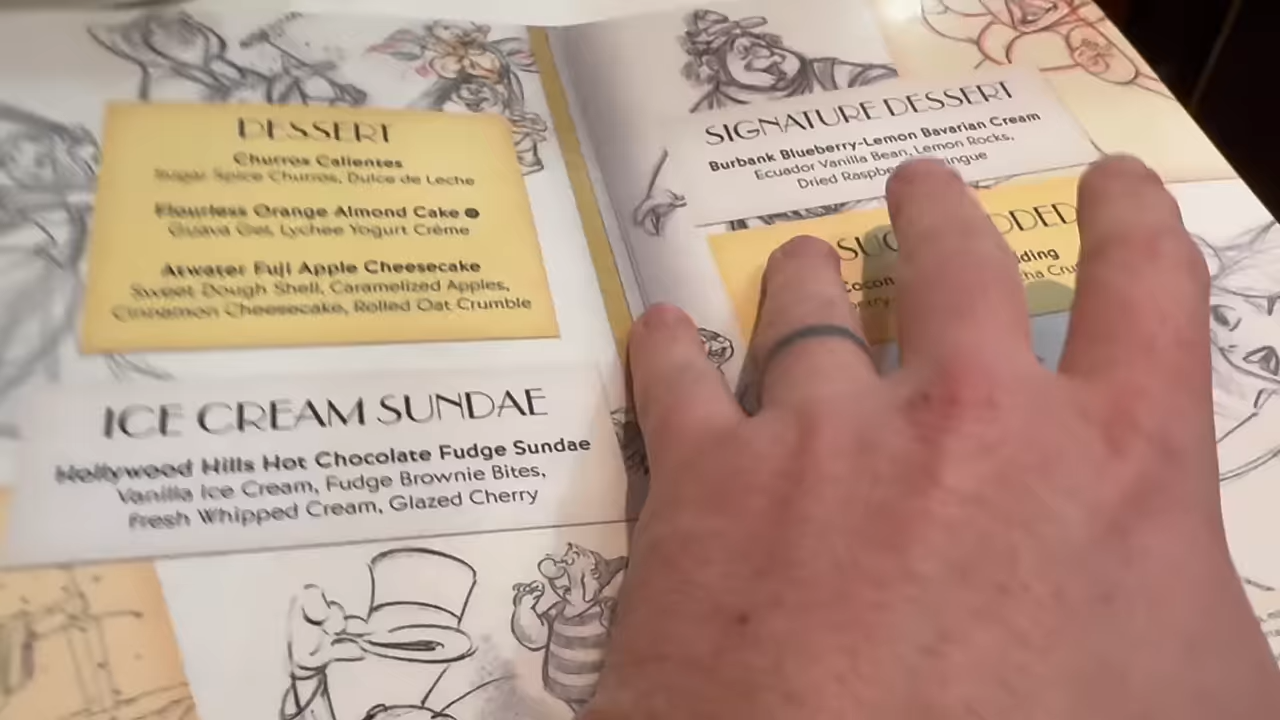 DESSERT
Churros Calientes
Sugar Spice Churros, Dulce de Leche
Flourless Orange Almond Cake
Guava Gel, Lychee Yogurt Crème
Atwater Fuji Apple Cheesecake
Sweet Dough Shell, Caramelized Apples,
Cinnamon Cheesecake, Rolled Oat Crumble
ICE CREAM SUNDAE
Hollywood Hills Hot Chocolate Fudge Sundae
Vanilla Ice Cream, Fudge Brownie Bites,
Fresh Whipped Cream, Glazed Cherry
SIGNATURE DESSERT
Burbank Blueberry-Lemon Bavarian Cream
Ecuador Vanilla Bean, Lemon Rocks,
Dried